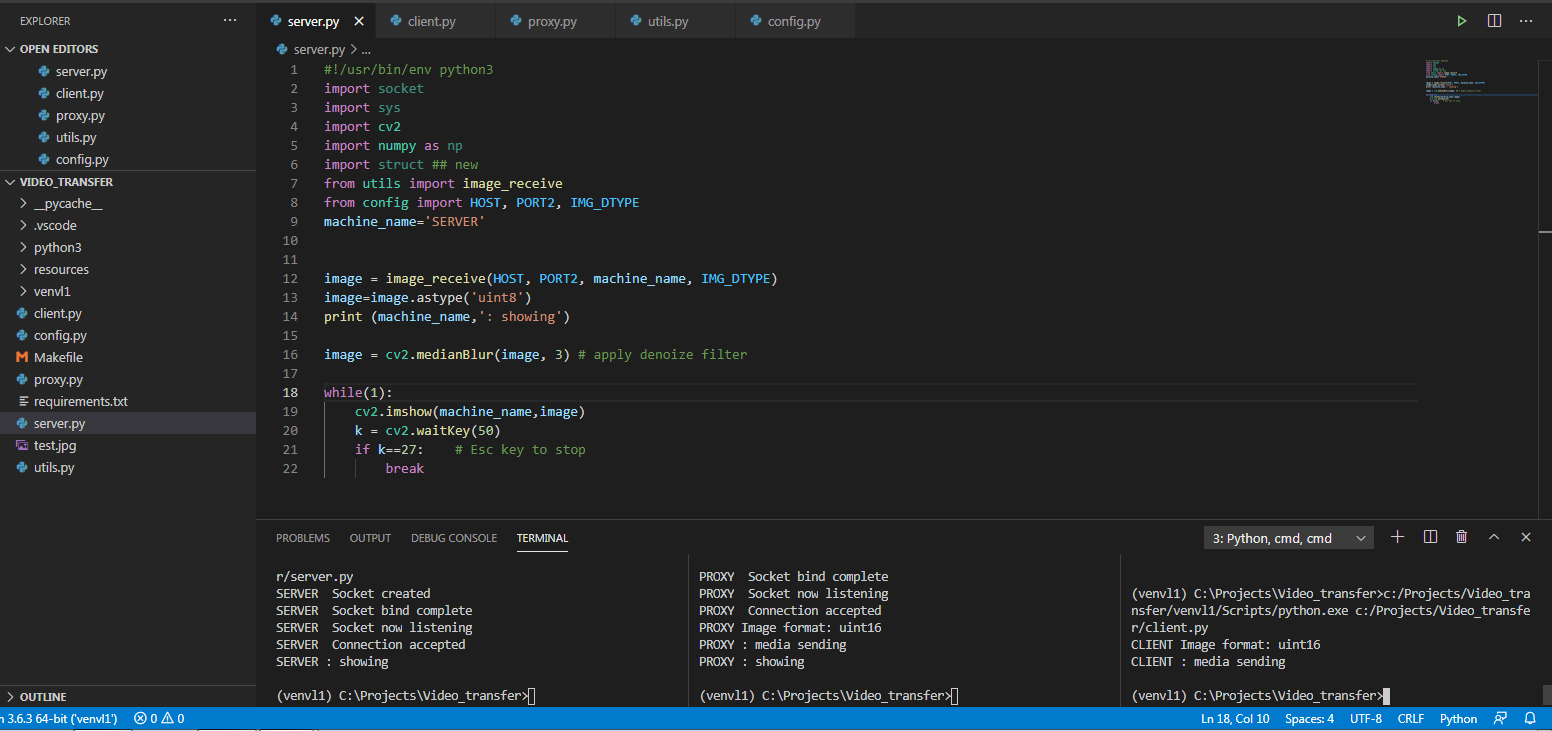 EXPLORER
OPEN EDITORS
server.py
client.py
proxy.py
utils.py
config.py
VIDEO_TRANSFER
__pycache__
.vscode
python3
resources
venvl1
client.py
config.py
Makefile
proxy.py
requirements.txt
server.py
test.jpg
utils.py
OUTLINE
server.py client.py proxy.py utils.py config.py
server.py > ...
1 #!/usr/bin/env python3
2 import socket
3 import sys
4 import cv2
5 import numpy as np
6 import struct ## new
7 from utils import image_receive
8 from config import HOST, PORT2, IMG_DTYPE
9 machine_name='SERVER'
10
11
12 image = image_receive(HOST, PORT2, machine_name, IMG_DTYPE)
13 image=image.astype('uint8')
14 print (machine_name,': showing')
15
16 image = cv2.medianBlur(image, 3) # apply denoize filter
17
18 while(1):
19     cv2.imshow(machine_name,image)
20     k = cv2.waitKey(50)
21     if k==27:    # Esc key to stop
22         break
PROBLEMS OUTPUT DEBUG CONSOLE TERMINAL 3: Python, cmd, cmd
r/server.py
SERVER  Socket created
SERVER  Socket bind complete
SERVER  Socket now listening
SERVER  Connection accepted
SERVER : showing
(venvl1) C:\Projects\Video_transfer>
PROXY  Socket bind complete
PROXY  Socket now listening
PROXY  Connection accepted
PROXY Image format: uint16
PROXY : media sending
PROXY : showing
(venvl1) C:\Projects\Video_transfer>
(venvl1) C:\Projects\Video_transfer>c:/Projects/Video_tra
nsfer/venvl1/Scripts/python.exe c:/Projects/Video_transfe
r/client.py
CLIENT Image format: uint16
CLIENT : media sending
(venvl1) C:\Projects\Video_transfer>
n 3.6.3 64-bit ('venvl1') 0 0 Ln 18, Col 10 Spaces: 4 UTF-8 CRLF Python